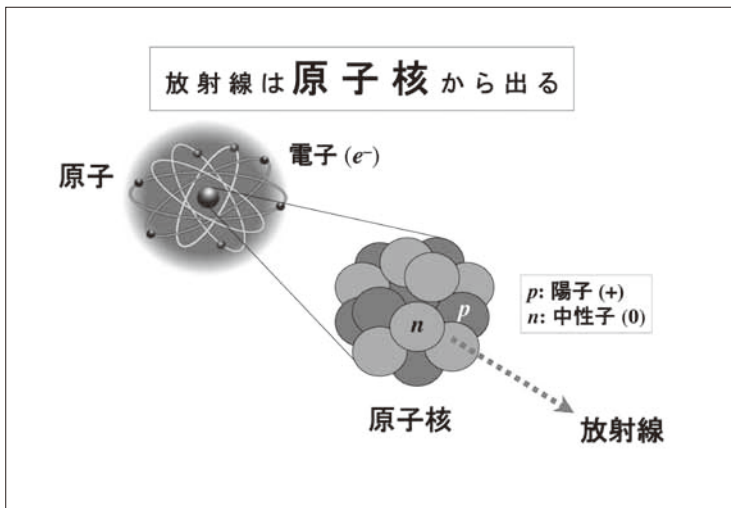 放射線は原子核から出る
電子 (e⁻)
原子
p: 陽子 (+)
n: 中性子 (0)
p
n
原子核
放射線